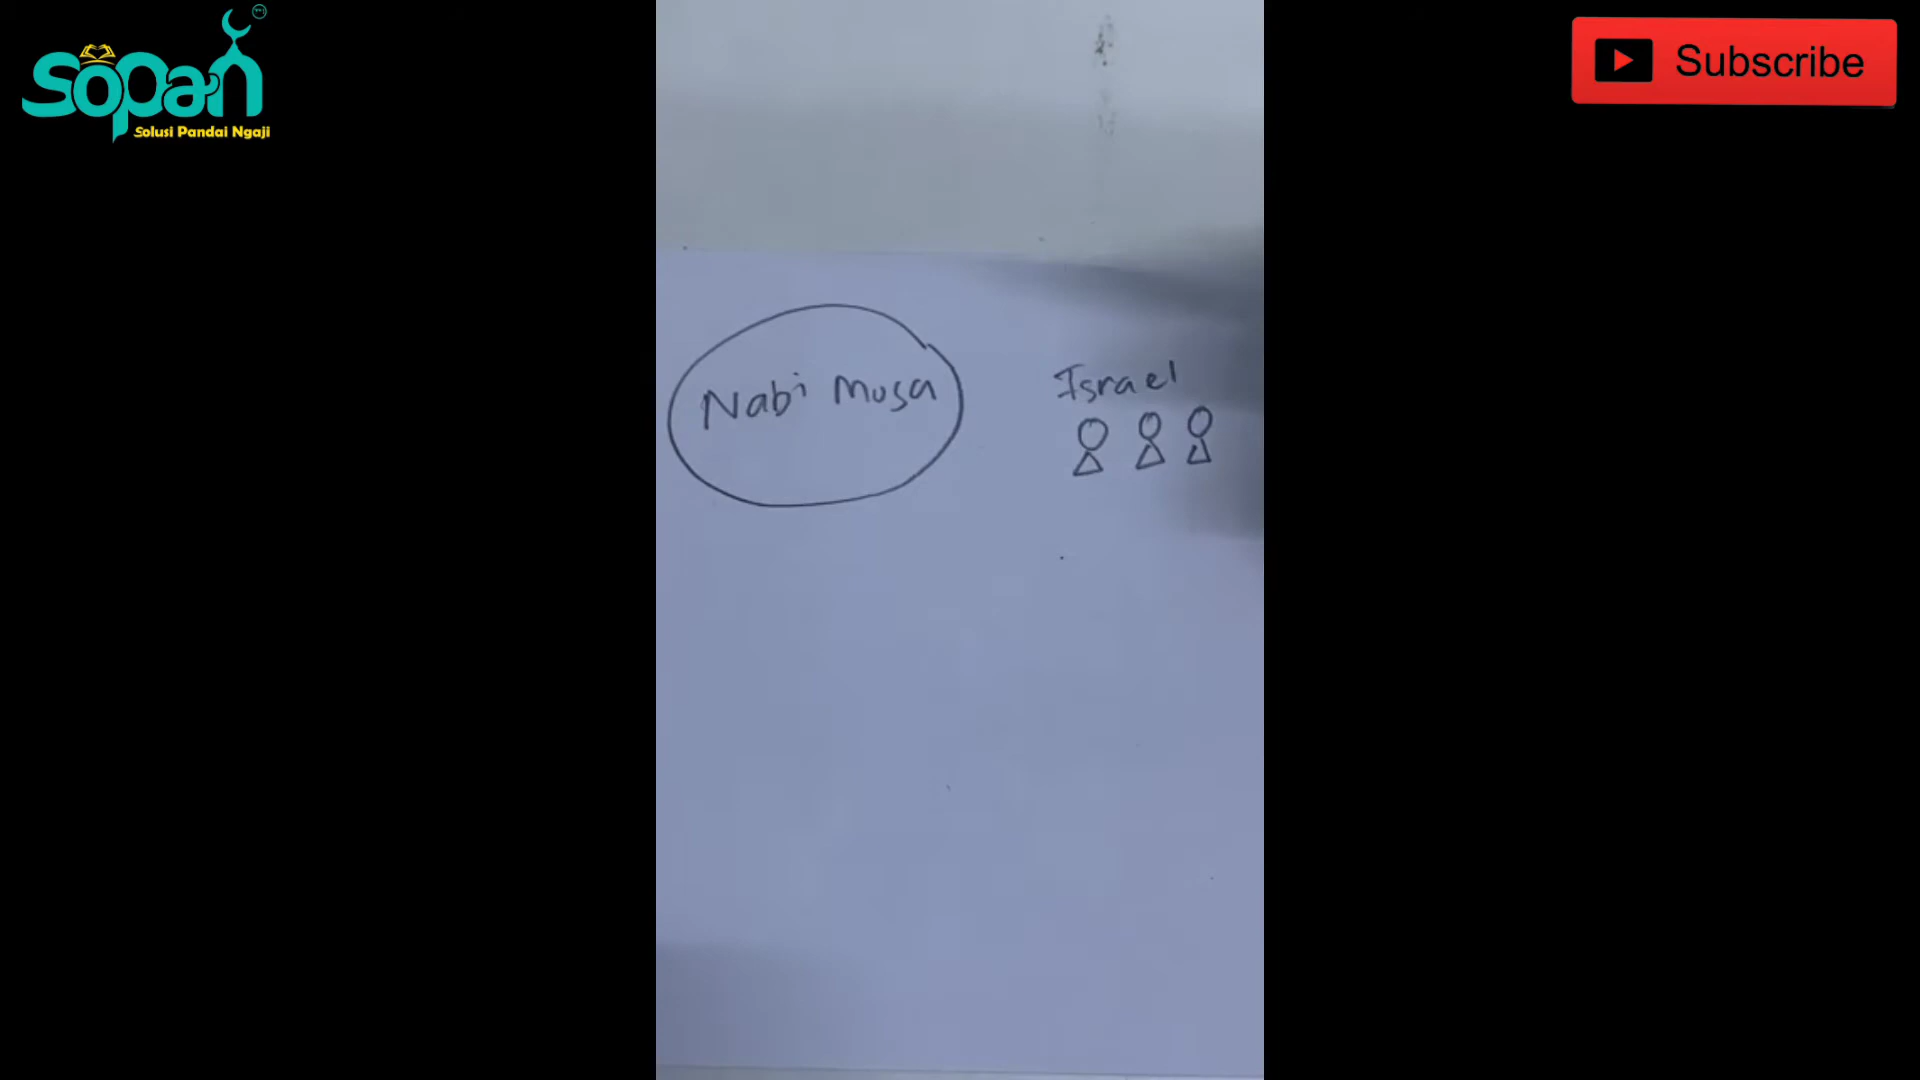 Sopan
Solusi Pandai Ngaji
Subscribe
Nabi Musa
Israel